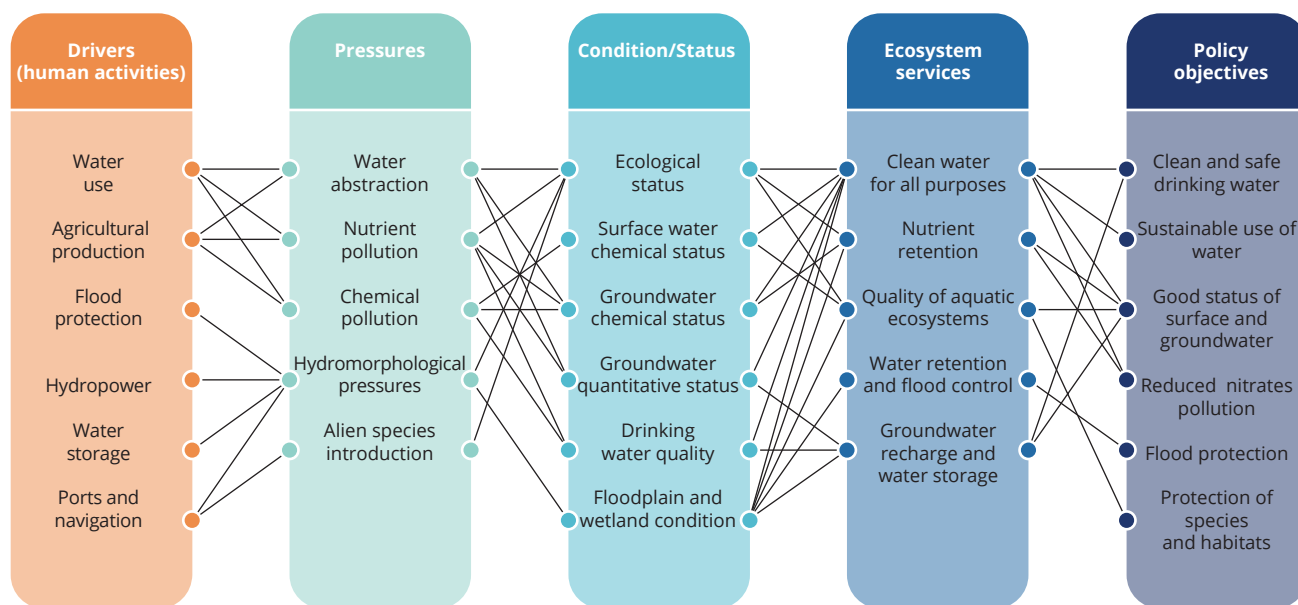 Drivers
(human activities)
Water
use
Agricultural
production
Flood
protection
Hydropower
Water
storage
Ports and
navigation
Pressures
Water
abstraction
Nutrient
pollution
Chemical
pollution
Hydromorphological
pressures
Alien species
introduction
Condition/Status
Ecological
status
Surface water
chemical status
Groundwater
chemical status
Groundwater
quantitative status
Drinking
water quality
Floodplain and
wetland condition
Ecosystem
services
Clean water
for all purposes
Nutrient
retention
Quality of aquatic
ecosystems
Water retention
and flood control
Groundwater
recharge and
water storage
Policy
objectives
Clean and safe
drinking water
Sustainable use of
water
Good status of
surface and
groundwater
Reduced nitrates
pollution
Flood protection
Protection of
species
and habitats